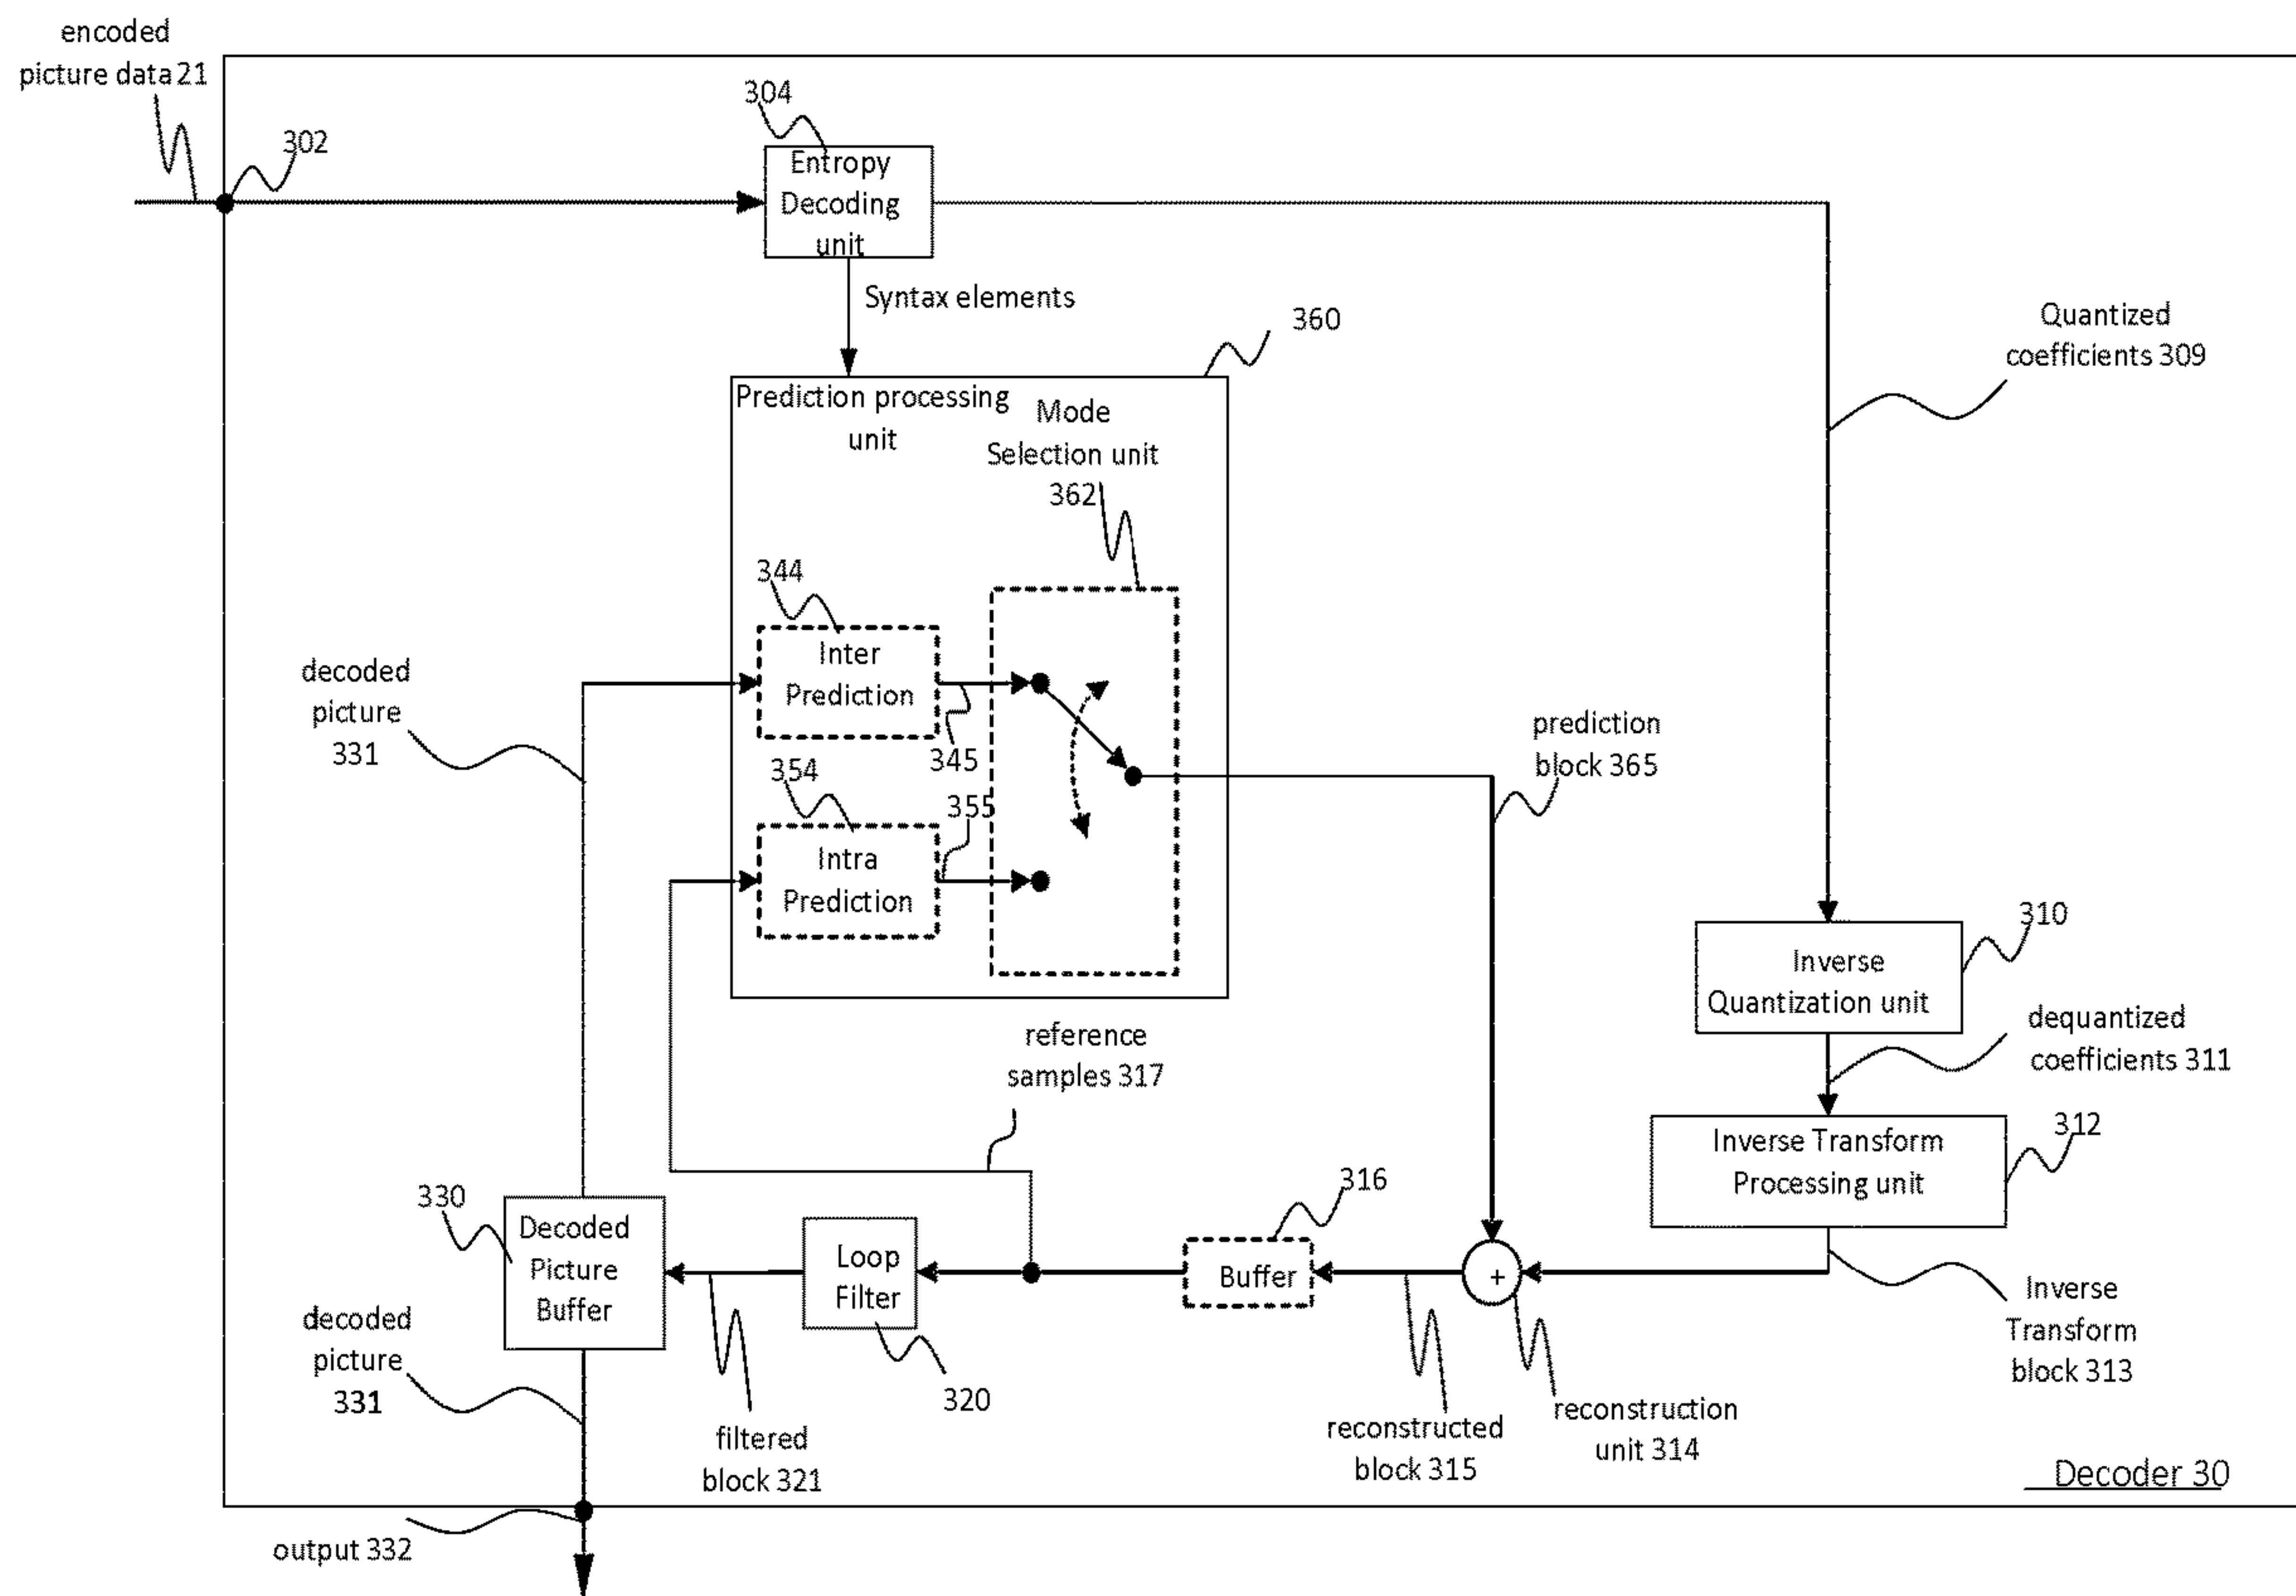 encoded
picture data 21
302
304
Entropy
Decoding
unit
Syntax elements
360
Quantized
coefficients 309
Prediction processing
unit
Mode
Selection unit
362
344
Inter
Prediction
345
decoded
picture
331
354
355
Intra
Prediction
prediction
block 365
310
Inverse
Quantization unit
dequantized
coefficients 311
reference
samples 317
312
Inverse Transform
Processing unit
316
330
Decoded
Picture
Buffer
Loop
Filter
Buffer
+
Inverse
Transform
block 313
decoded
picture
331
320
filtered
block 321
reconstructed
block 315
reconstruction
unit 314
Decoder 30
output 332